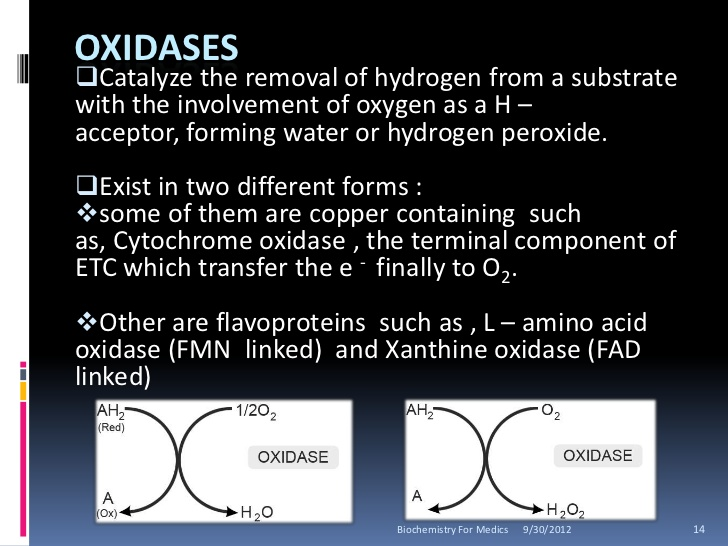 OXIDASES
❑Catalyze the removal of hydrogen from a substrate
with the involvement of oxygen as a H –
acceptor, forming water or hydrogen peroxide.
❑Exist in two different forms :
❖some of them are copper containing such
as, Cytochrome oxidase , the terminal component of
ETC which transfer the e - finally to O2.
❖Other are flavoproteins such as , L – amino acid
oxidase (FMN linked) and Xanthine oxidase (FAD
linked)
AH2
(Red)
1/2O2
OXIDASE
A
(Ox)
H2O
AH2
O2
OXIDASE
A
H2O2
Biochemistry For Medics 9/30/2012 14